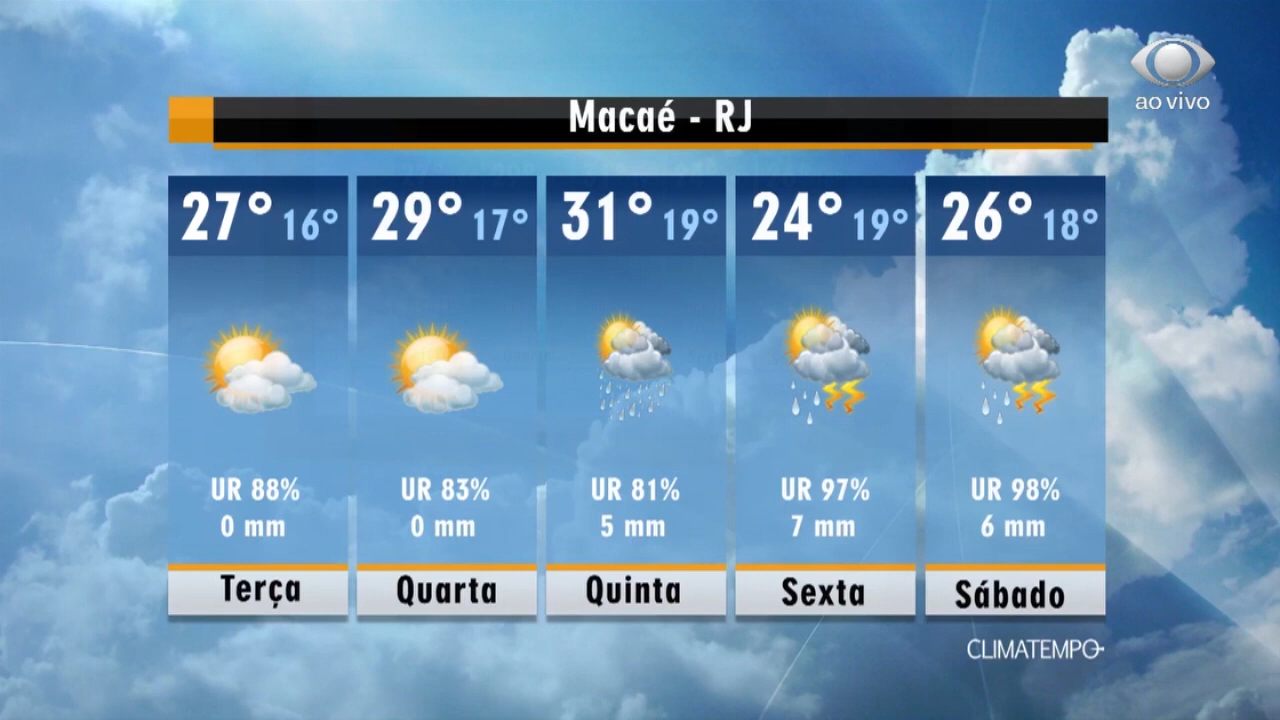 ao vivo
Macaé - RJ
27° 16°
29° 17°
31° 19°
24° 19°
26° 18°
UR 88%
0 mm
UR 83%
0 mm
UR 81%
5 mm
UR 97%
7 mm
UR 98%
6 mm
Terça
Quarta
Quinta
Sexta
Sábado
CLIMATEMPO